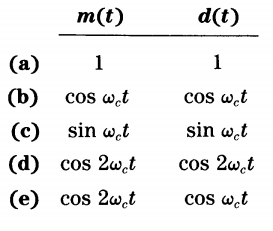 m(t) d(t)
(a) 1 1
(b) cos ω_c t cos ω_c t
(c) sin ω_c t sin ω_c t
(d) cos 2ω_c t cos 2ω_c t
(e) cos 2ω_c t cos ω_c t